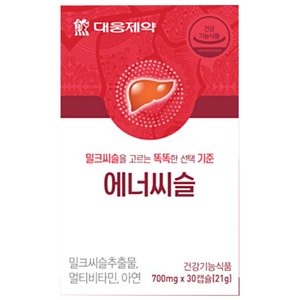 대웅제약
건강
기능식품
밀크씨슬을 고르는 똑똑한 선택 기준
에너씨슬
밀크씨슬추출물,
멀티비타민, 아연
건강기능식품
700mg x 30캡슐(21g)